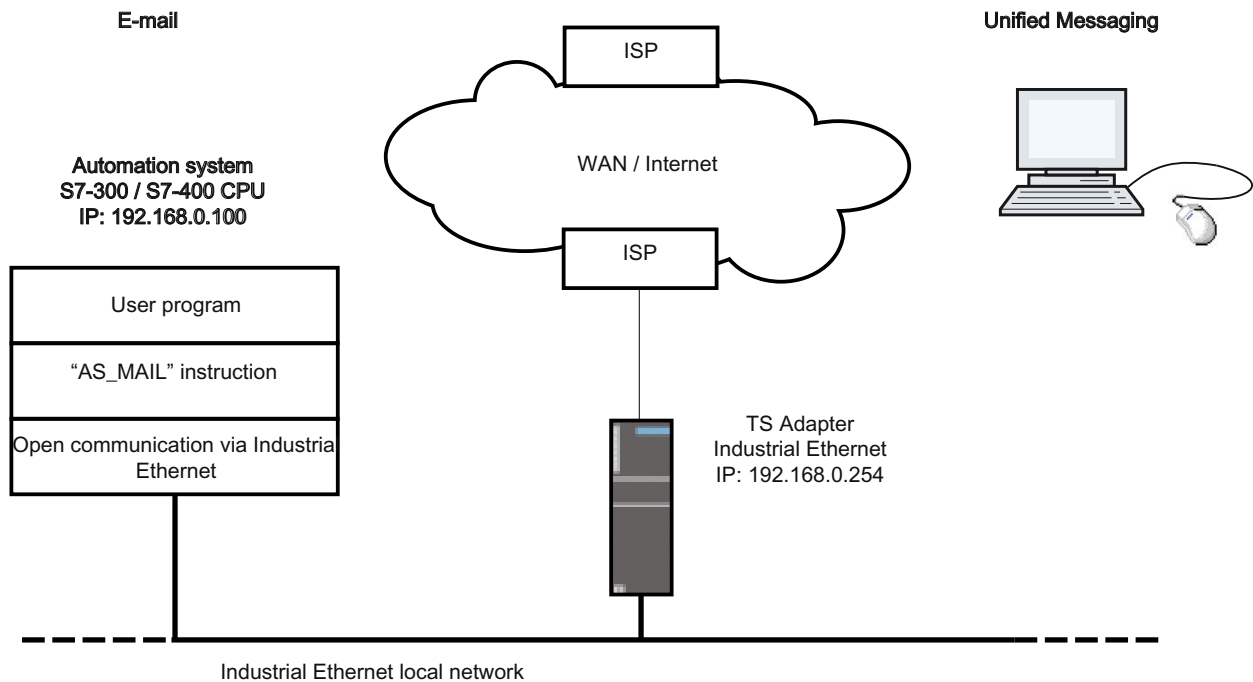 E-mail
Unified Messaging
ISP
WAN / Internet
ISP
Automation system
S7-300 / S7-400 CPU
IP: 192.168.0.100
User program
“AS_MAIL” instruction
Open communication via Industria
Ethernet
TS Adapter
Industrial Ethernet
IP: 192.168.0.254
Industrial Ethernet local network